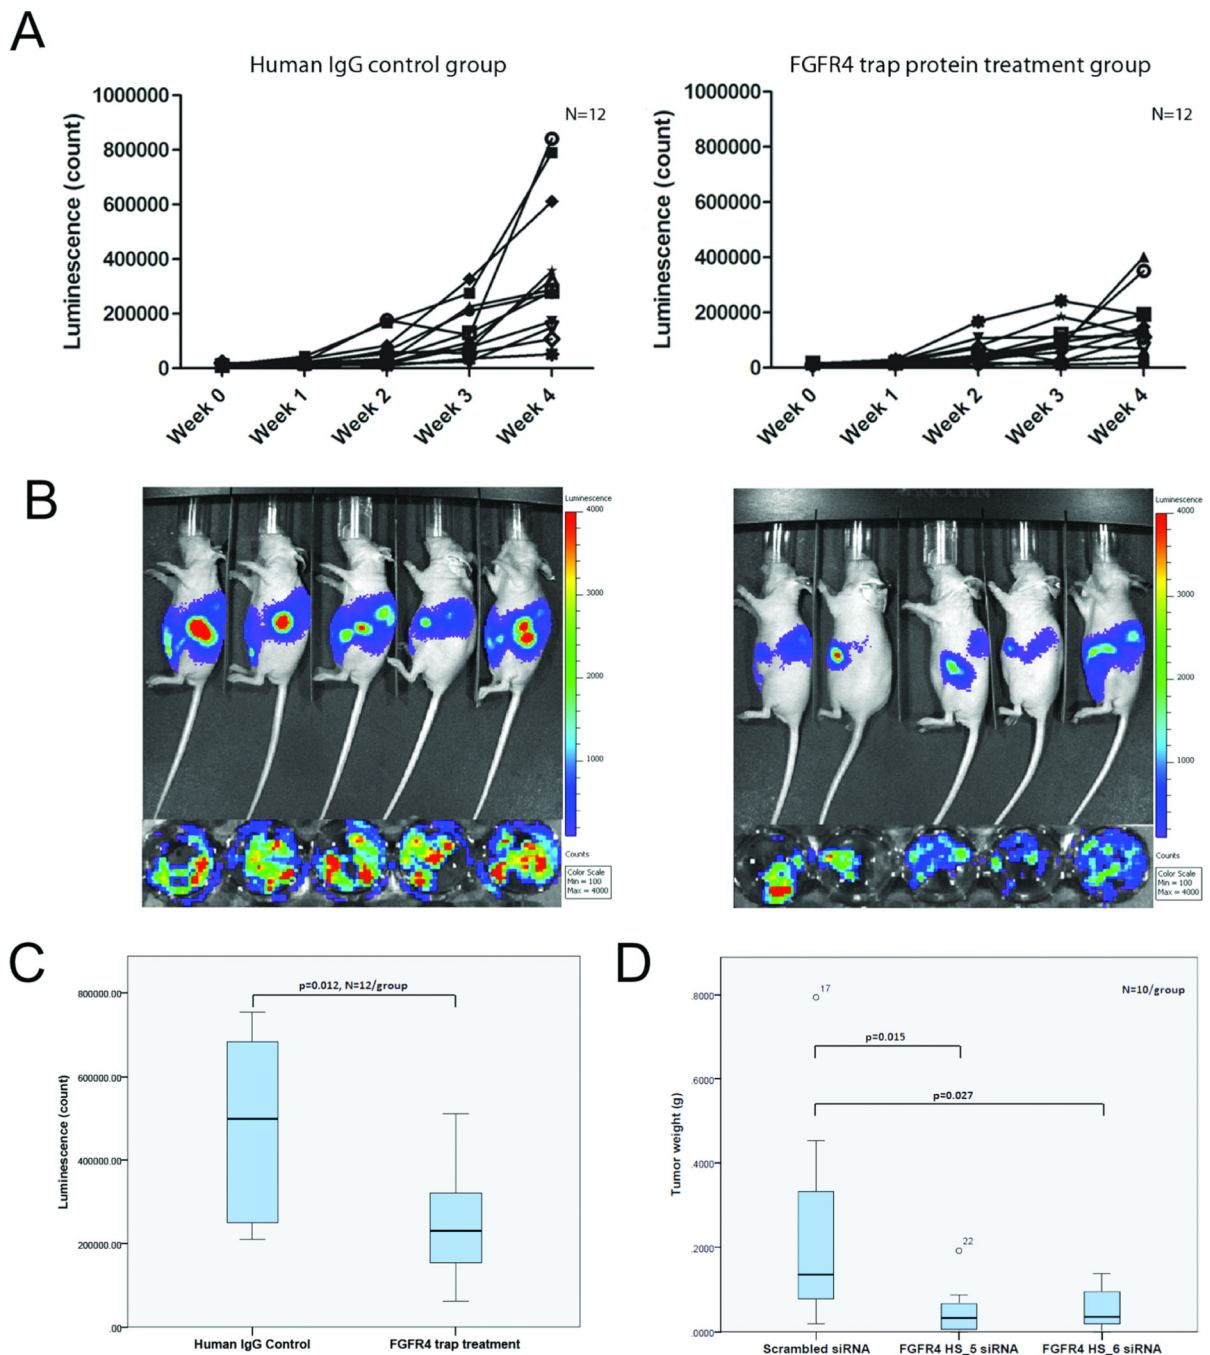 A
Human IgG control group
FGFR4 trap protein treatment group
N=12
N=12
Luminescence (count)
1000000
800000
600000
400000
200000
0
Week 0
Week 1
Week 2
Week 3
Week 4
Luminescence (count)
1000000
800000
600000
400000
200000
0
Week 0
Week 1
Week 2
Week 3
Week 4
B
Luminescence
4000
3000
2000
1000
Counts
Color Scale
Min = 100
Max = 4000
Luminescence
4000
3000
2000
1000
Counts
Color Scale
Min = 100
Max = 4000
C
p=0.012, N=12/group
Luminescence (count)
800000.00
600000.00
400000.00
200000.00
.00
Human IgG Control
FGFR4 trap treatment
D
N=10/group
17
p=0.015
p=0.027
22
Tumor weight (g)
.8000
.6000
.4000
.2000
.0000
Scrambled siRNA
FGFR4 HS_5 siRNA
FGFR4 HS_6 siRNA